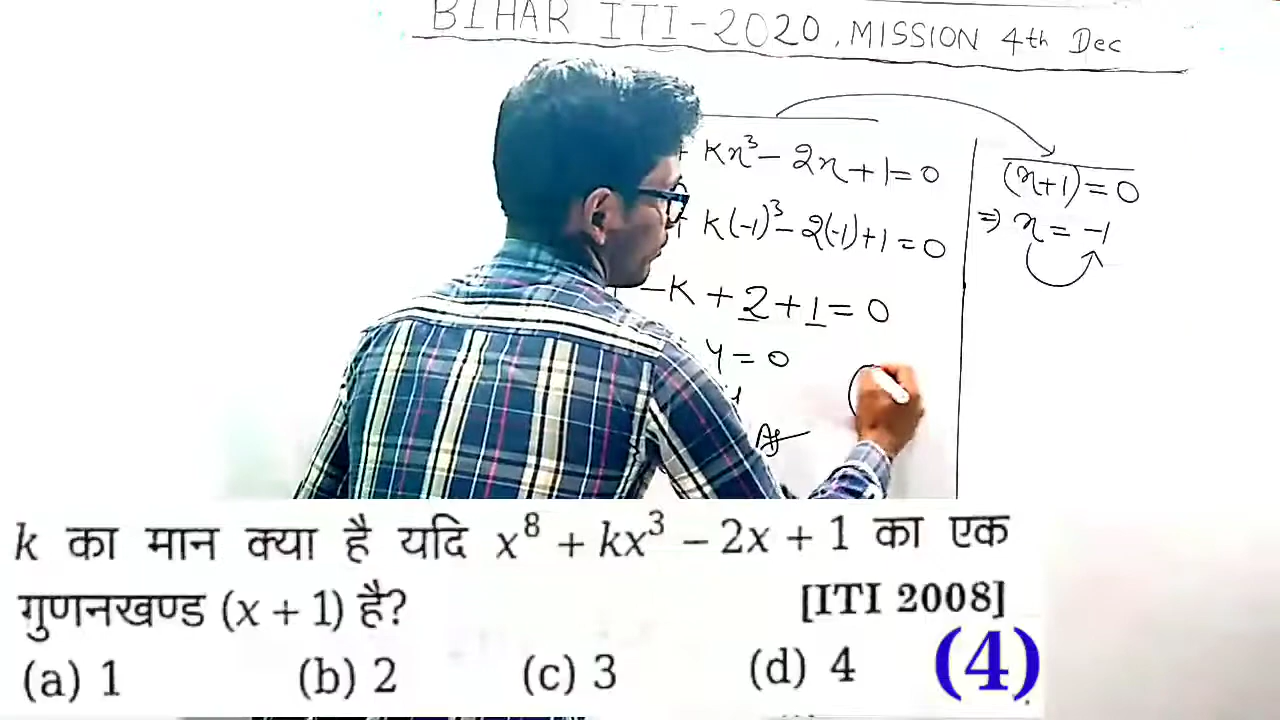 BIHAR ITI-2020, MISSION 4th Dec
+ Kx³ - 2x + 1 = 0
+ K(-1)³ - 2(-1) + 1 = 0
-K + 2 + 1 = 0
4 = 0
(x+1) = 0
⇒ x = -1
k का मान क्या है यदि x⁸ + kx³ − 2x + 1 का एक
गुणनखण्ड (x + 1) है? [ITI 2008]
(a) 1 (b) 2 (c) 3 (d) 4 (4)